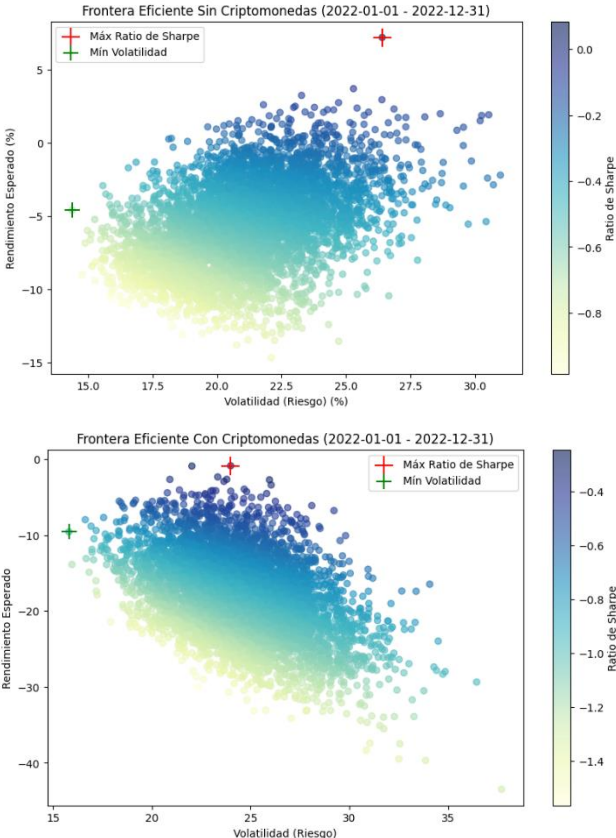 Frontera Eficiente Sin Criptomonedas (2022-01-01 - 2022-12-31)
Máx Ratio de Sharpe
Mín Volatilidad
5
0
−5
−10
−15
Rendimiento Esperado (%)
15.0 17.5 20.0 22.5 25.0 27.5 30.0
Volatilidad (Riesgo) (%)
0.0
−0.2
−0.4
−0.6
−0.8
Ratio de Sharpe
Frontera Eficiente Con Criptomonedas (2022-01-01 - 2022-12-31)
Máx Ratio de Sharpe
Mín Volatilidad
0
−10
−20
−30
−40
Rendimiento Esperado
15 20 25 30 35
Volatilidad (Riesgo)
−0.4
−0.6
−0.8
−1.0
−1.2
−1.4
Ratio de Sharpe